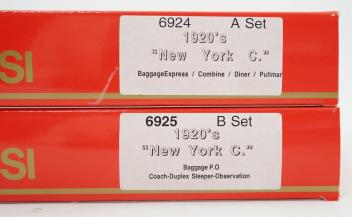 6924 A Set
1920's
"New York C."
BaggageExpress / Combine / Diner / Pullman
SI
6925 B Set
1920's
"New York C."
Baggage P.O
Coach-Duplex Sleeper-Observation
SI